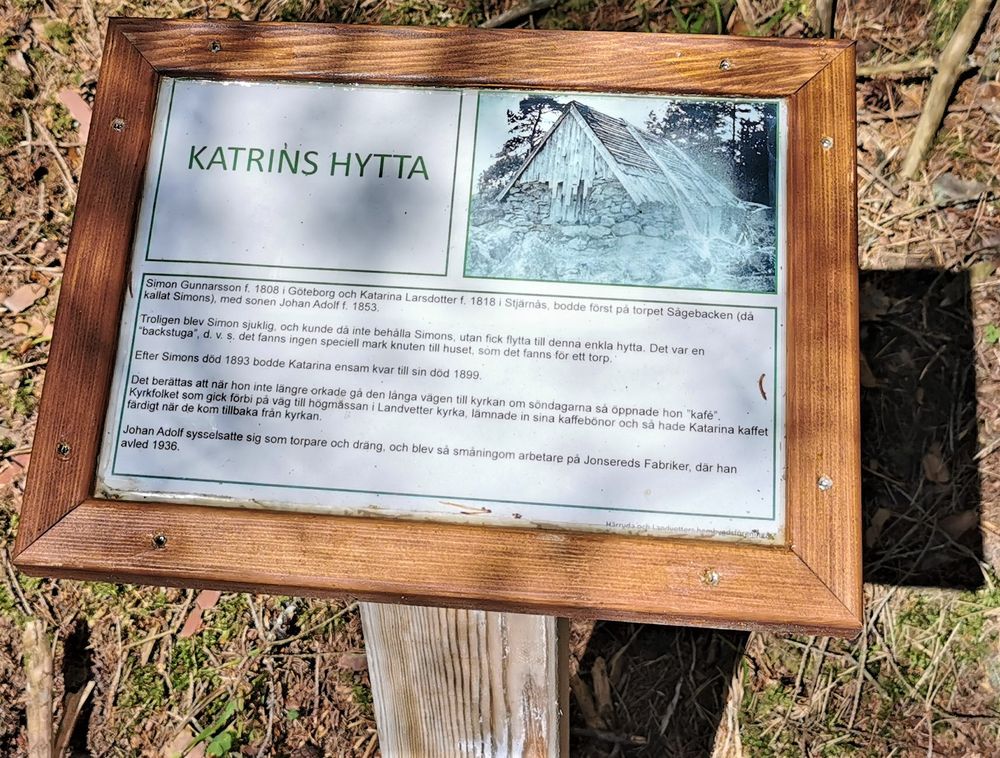 KATRINS HYTTA
Simon Gunnarsson f. 1808 i Göteborg och Katarina Larsdotter f. 1818 i Stjärnås, bodde först på torpet Sågebacken (då
kallat Simons), med sonen Johan Adolf f. 1853.
Troligen blev Simon sjuklig, och kunde då inte behålla Simons, utan fick flytta till denna enkla hytta. Det var en
"backstuga", d. v. s. det fanns ingen speciell mark knuten till huset, som det fanns för ett torp.
Efter Simons död 1893 bodde Katarina ensam kvar till sin död 1899.
Det berättas att när hon inte längre orkade gå den långa vägen till kyrkan om söndagarna så öppnade hon "kafé".
Kyrkfolket som gick förbi på väg till högmässan i Landvetter kyrka, lämnade in sina kaffebönor och så hade Katarina kaffet
färdigt när de kom tillbaka från kyrkan.
Johan Adolf sysselsatte sig som torpare och dräng, och blev så småningom arbetare på Jonsereds Fabriker, där han
avled 1936.
Härryda och Landvetters hembygdsförening